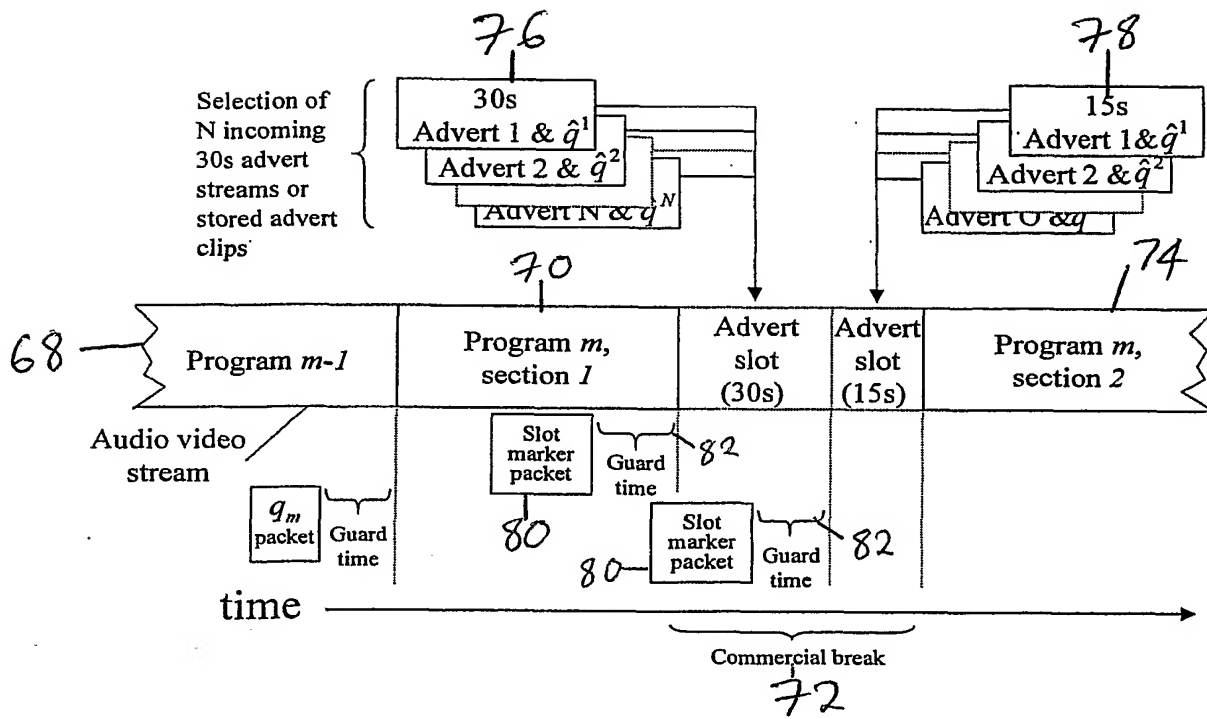 76
78
Selection of
N incoming
30s advert
streams or
stored advert
clips
30s
Advert 1 & q̂¹
Advert 2 & q̂²
Advert N & q̂ᴺ
15s
Advert 1 & q̂¹
Advert 2 & q̂²
Advert O & q
70
74
68
Program m-1
Program m,
section 1
Advert
slot
(30s)
Advert
slot
(15s)
Program m,
section 2
Audio video
stream
Slot
marker
packet
Guard
time
82
qₘ
packet
Guard
time
80
Slot
marker
packet
Guard
time
82
80
time
Commercial break
72